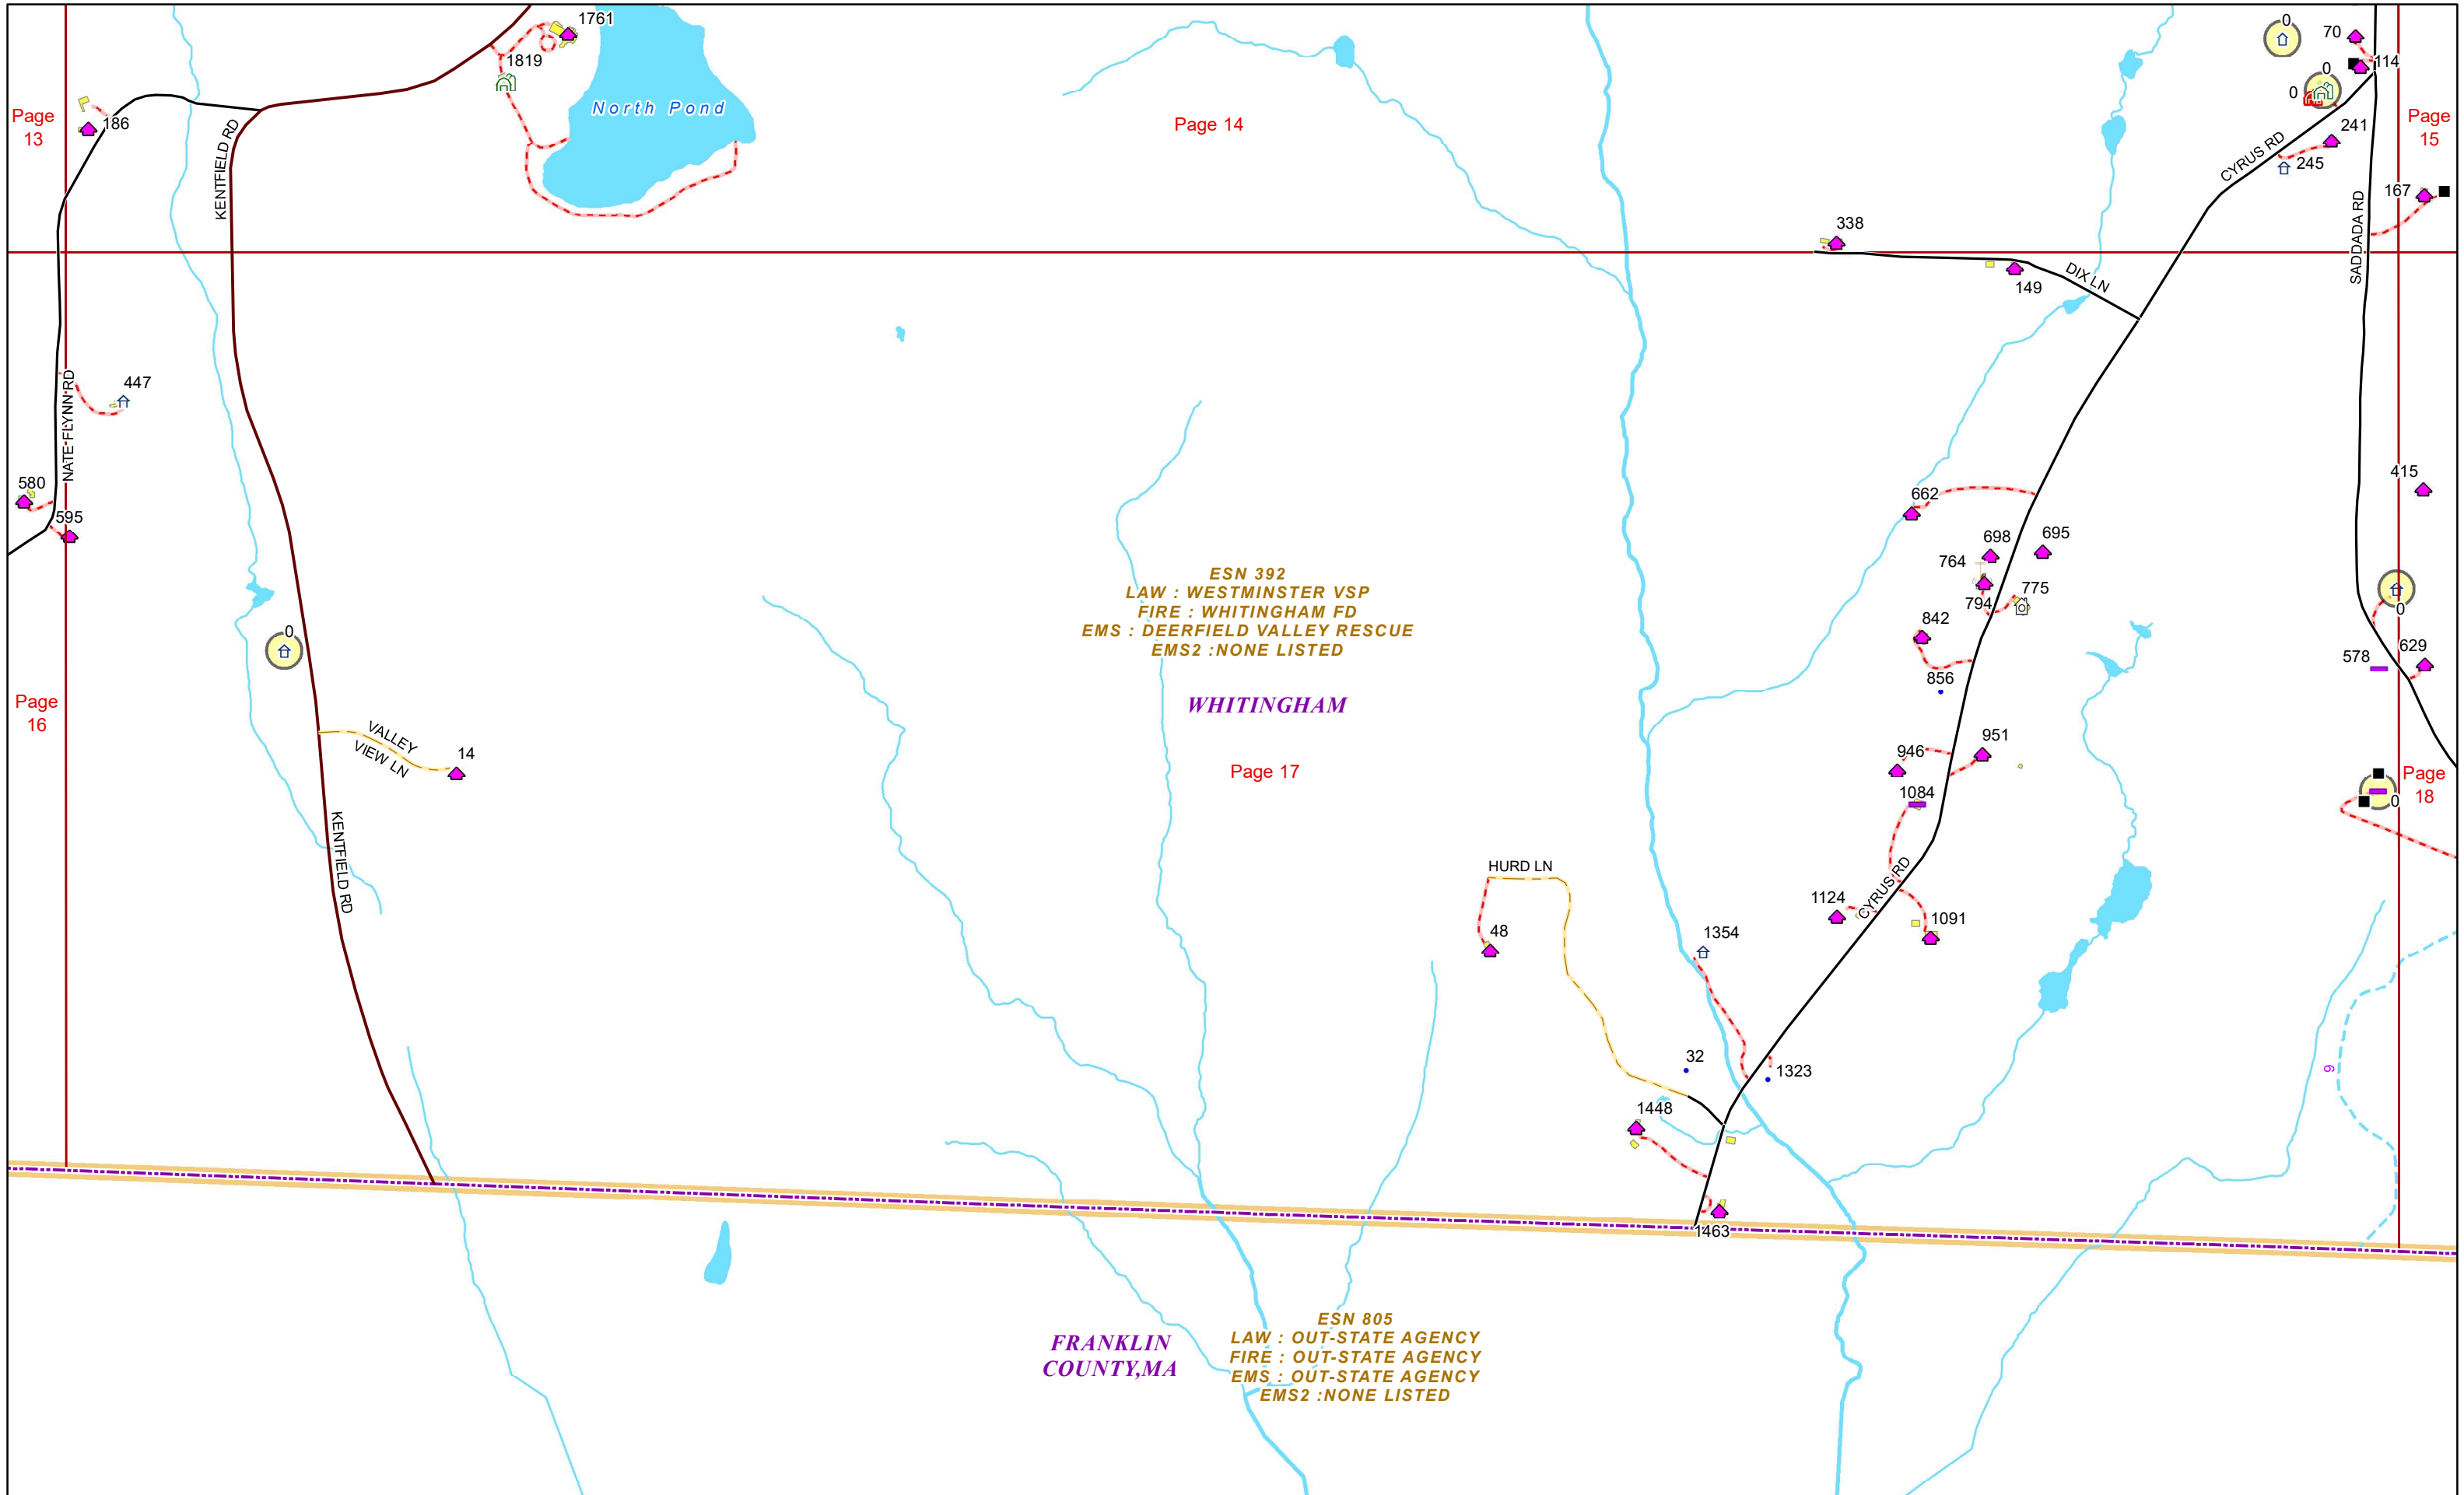 1761
1819
North Pond
Page
13
186
KENTFIELD RD
Page 14
0
70
0
114
0
241
CYRUS RD
245
Page
15
167
SADDADA RD
338
DIX LN
149
447
NATE FLYNN RD
580
595
415
662
698
695
764
775
794
842
856
0
629
578
0
ESN 392
LAW : WESTMINSTER VSP
FIRE : WHITINGHAM FD
EMS : DEERFIELD VALLEY RESCUE
EMS2 :NONE LISTED
WHITINGHAM
Page
16
VALLEY
VIEW LN
14
Page 17
946
951
1084
Page
18
0
KENTFIELD RD
HURD LN
CYRUS RD
1124
1091
48
1354
32
1323
9
1448
1463
FRANKLIN
COUNTY,MA
ESN 805
LAW : OUT-STATE AGENCY
FIRE : OUT-STATE AGENCY
EMS : OUT-STATE AGENCY
EMS2 :NONE LISTED